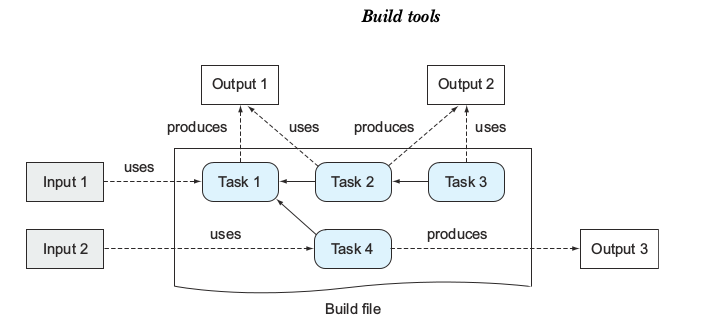 Build tools
Output 1
Output 2
produces
uses
produces
uses
uses
Input 1
Task 1
Task 2
Task 3
uses
produces
Input 2
Task 4
Output 3
Build file